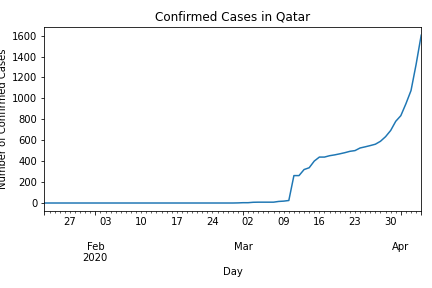 Confirmed Cases in Qatar
Number of Confirmed Cases
1600
1400
1200
1000
800
600
400
200
0
27 03 10 17 24 02 09 16 23 30
Feb Mar Apr
2020
Day